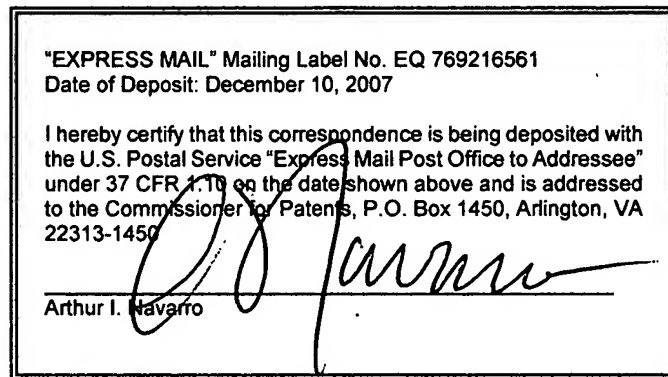 "EXPRESS MAIL" Mailing Label No. EQ 769216561
Date of Deposit: December 10, 2007
I hereby certify that this correspondence is being deposited with
the U.S. Postal Service "Express Mail Post Office to Addressee"
under 37 CFR 1.10 on the date shown above and is addressed
to the Commissioner for Patents, P.O. Box 1450, Arlington, VA
22313-1450
Arthur I. Navarro